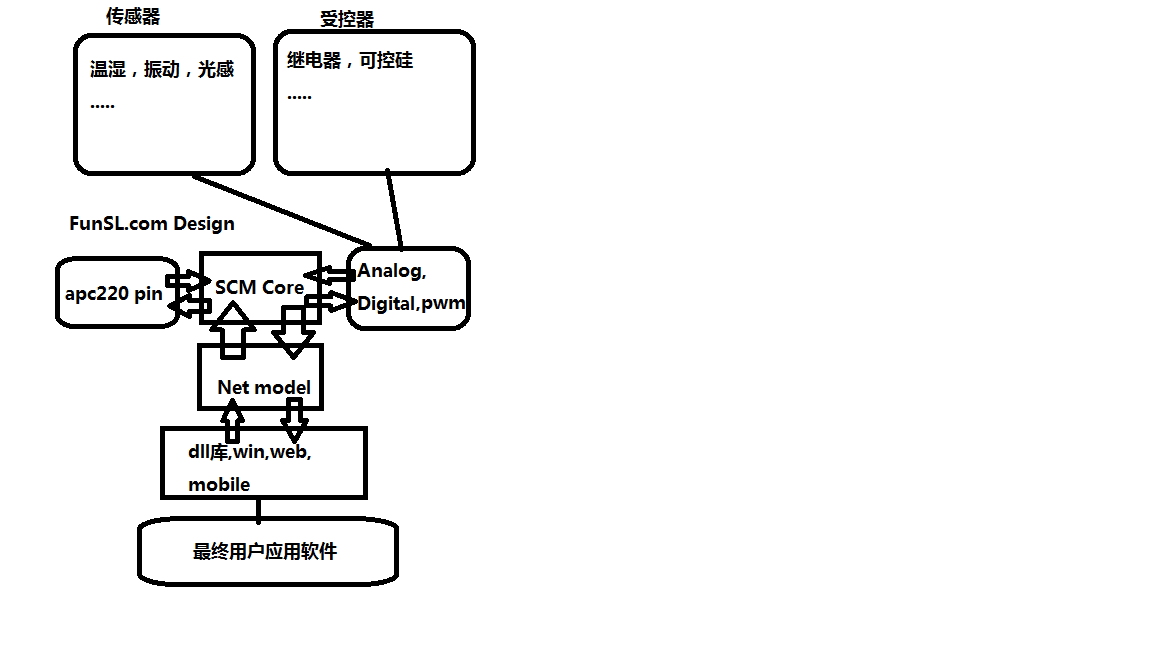 传感器
受控器
温湿，振动，光感
.....
继电器，可控硅
.....
FunSL.com Design
apc220 pin
SCM Core
Analog,
Digital,pwm
Net model
dll库,win,web,
mobile
最终用户应用软件